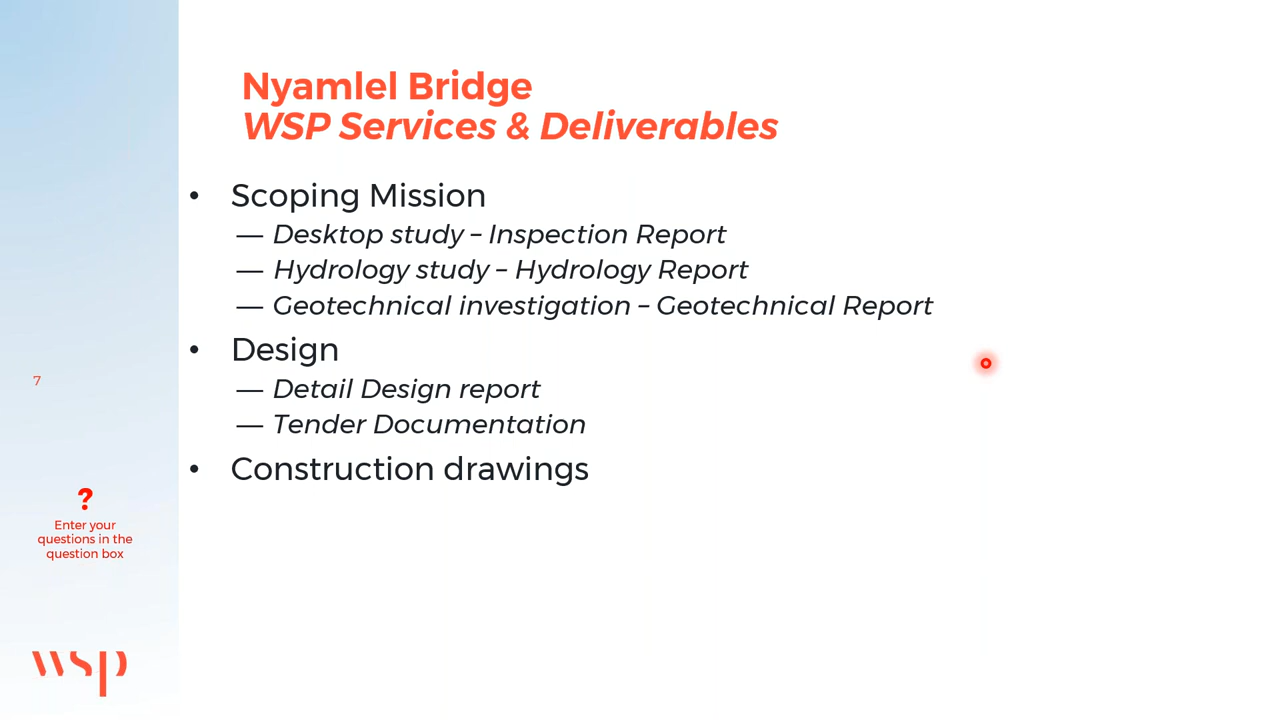 Nyamlel Bridge
WSP Services & Deliverables
• Scoping Mission
— Desktop study – Inspection Report
— Hydrology study – Hydrology Report
— Geotechnical investigation – Geotechnical Report
• Design
— Detail Design report
— Tender Documentation
• Construction drawings
7
?
Enter your
questions in the
question box
wsp